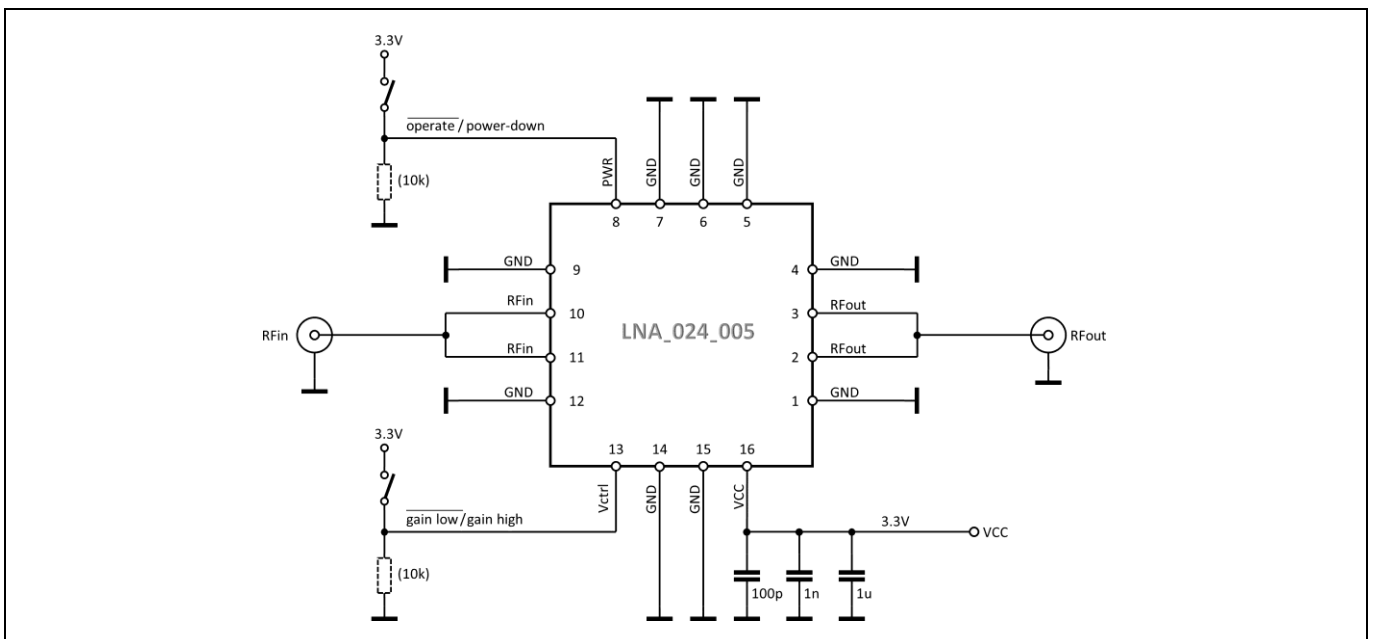 3.3V
operate / power-down
(10k)
PWR
GND
GND
GND
8
7
6
5
GND
9
4
GND
RFin
10
3
RFout
RFin
LNA_024_005
RFout
RFin
11
2
RFout
GND
12
1
GND
3.3V
13
14
15
16
Vctrl
GND
GND
VCC
gain low/gain high
3.3V
VCC
(10k)
100p
1n
1u